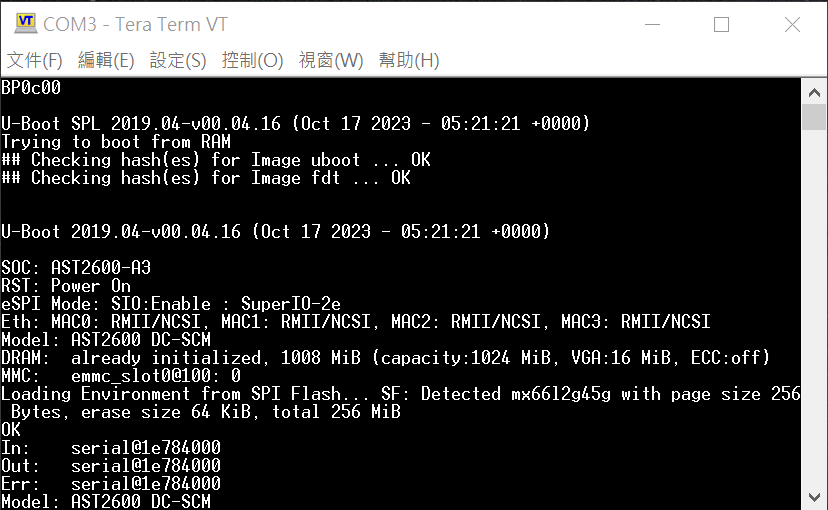 VT COM3 - Tera Term VT
文件(F) 編輯(E) 設定(S) 控制(O) 視窗(W) 幫助(H)
BP0c00
U-Boot SPL 2019.04-v00.04.16 (Oct 17 2023 - 05:21:21 +0000)
Trying to boot from RAM
## Checking hash(es) for Image uboot ... OK
## Checking hash(es) for Image fdt ... OK
U-Boot 2019.04-v00.04.16 (Oct 17 2023 - 05:21:21 +0000)
SOC: AST2600-A3
RST: Power On
eSPI Mode: SIO:Enable : SuperIO-2e
Eth: MAC0: RMII/NCSI, MAC1: RMII/NCSI, MAC2: RMII/NCSI, MAC3: RMII/NCSI
Model: AST2600 DC-SCM
DRAM:  already initialized, 1008 MiB (capacity:1024 MiB, VGA:16 MiB, ECC:off)
MMC:   emmc_slot0@100: 0
Loading Environment from SPI Flash... SF: Detected mx66l2g45g with page size 256
 Bytes, erase size 64 KiB, total 256 MiB
OK
In:    serial@1e784000
Out:   serial@1e784000
Err:   serial@1e784000
Model: AST2600 DC-SCM